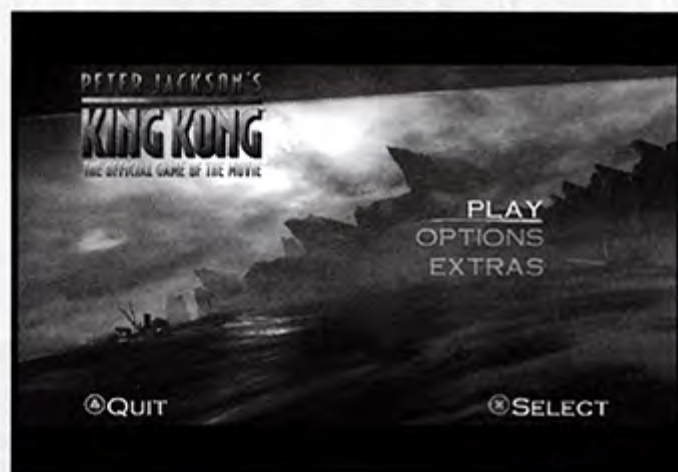 PETER JACKSON'S
KING KONG
THE OFFICIAL GAME OF THE MOVIE
PLAY
OPTIONS
EXTRAS
QUIT
SELECT